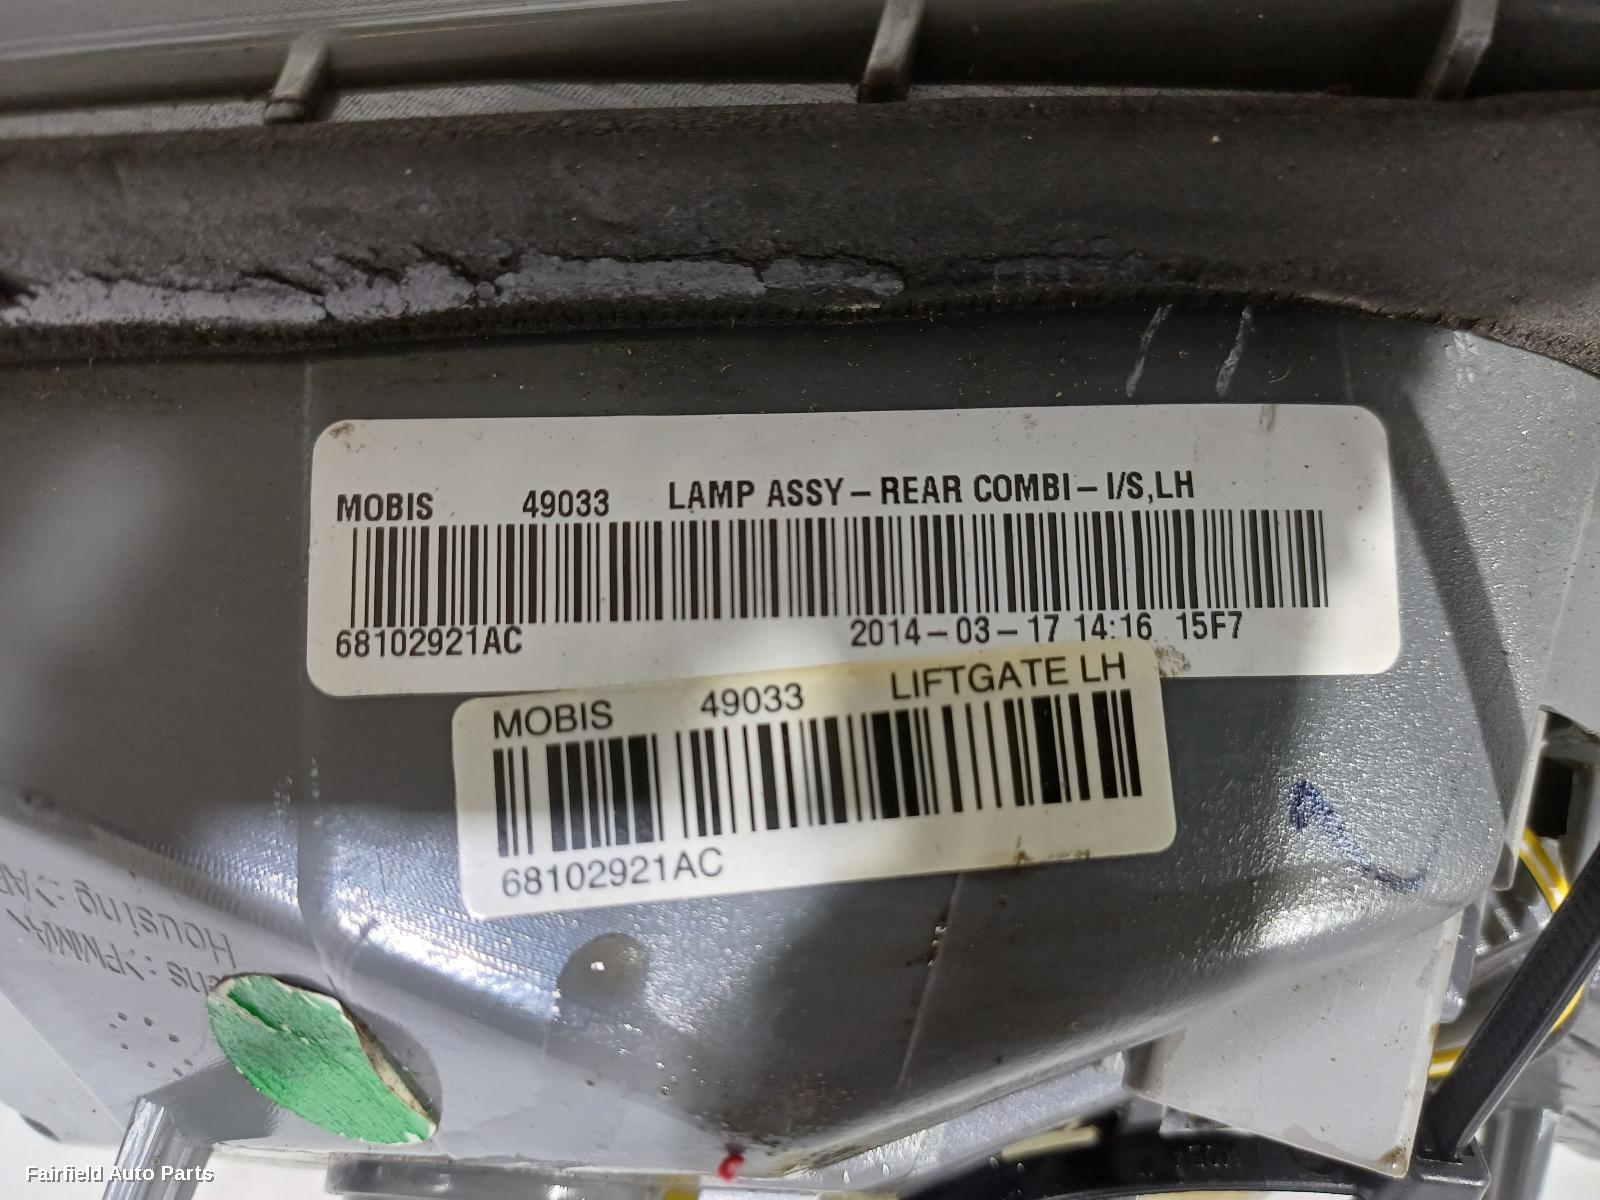 MOBIS 49033 LAMP ASSY – REAR COMBI – I/S,LH
68102921AC 2014 – 03 – 17 14:16 15F7
MOBIS 49033 LIFTGATE LH
68102921AC
Housing
Fairfield Auto Parts